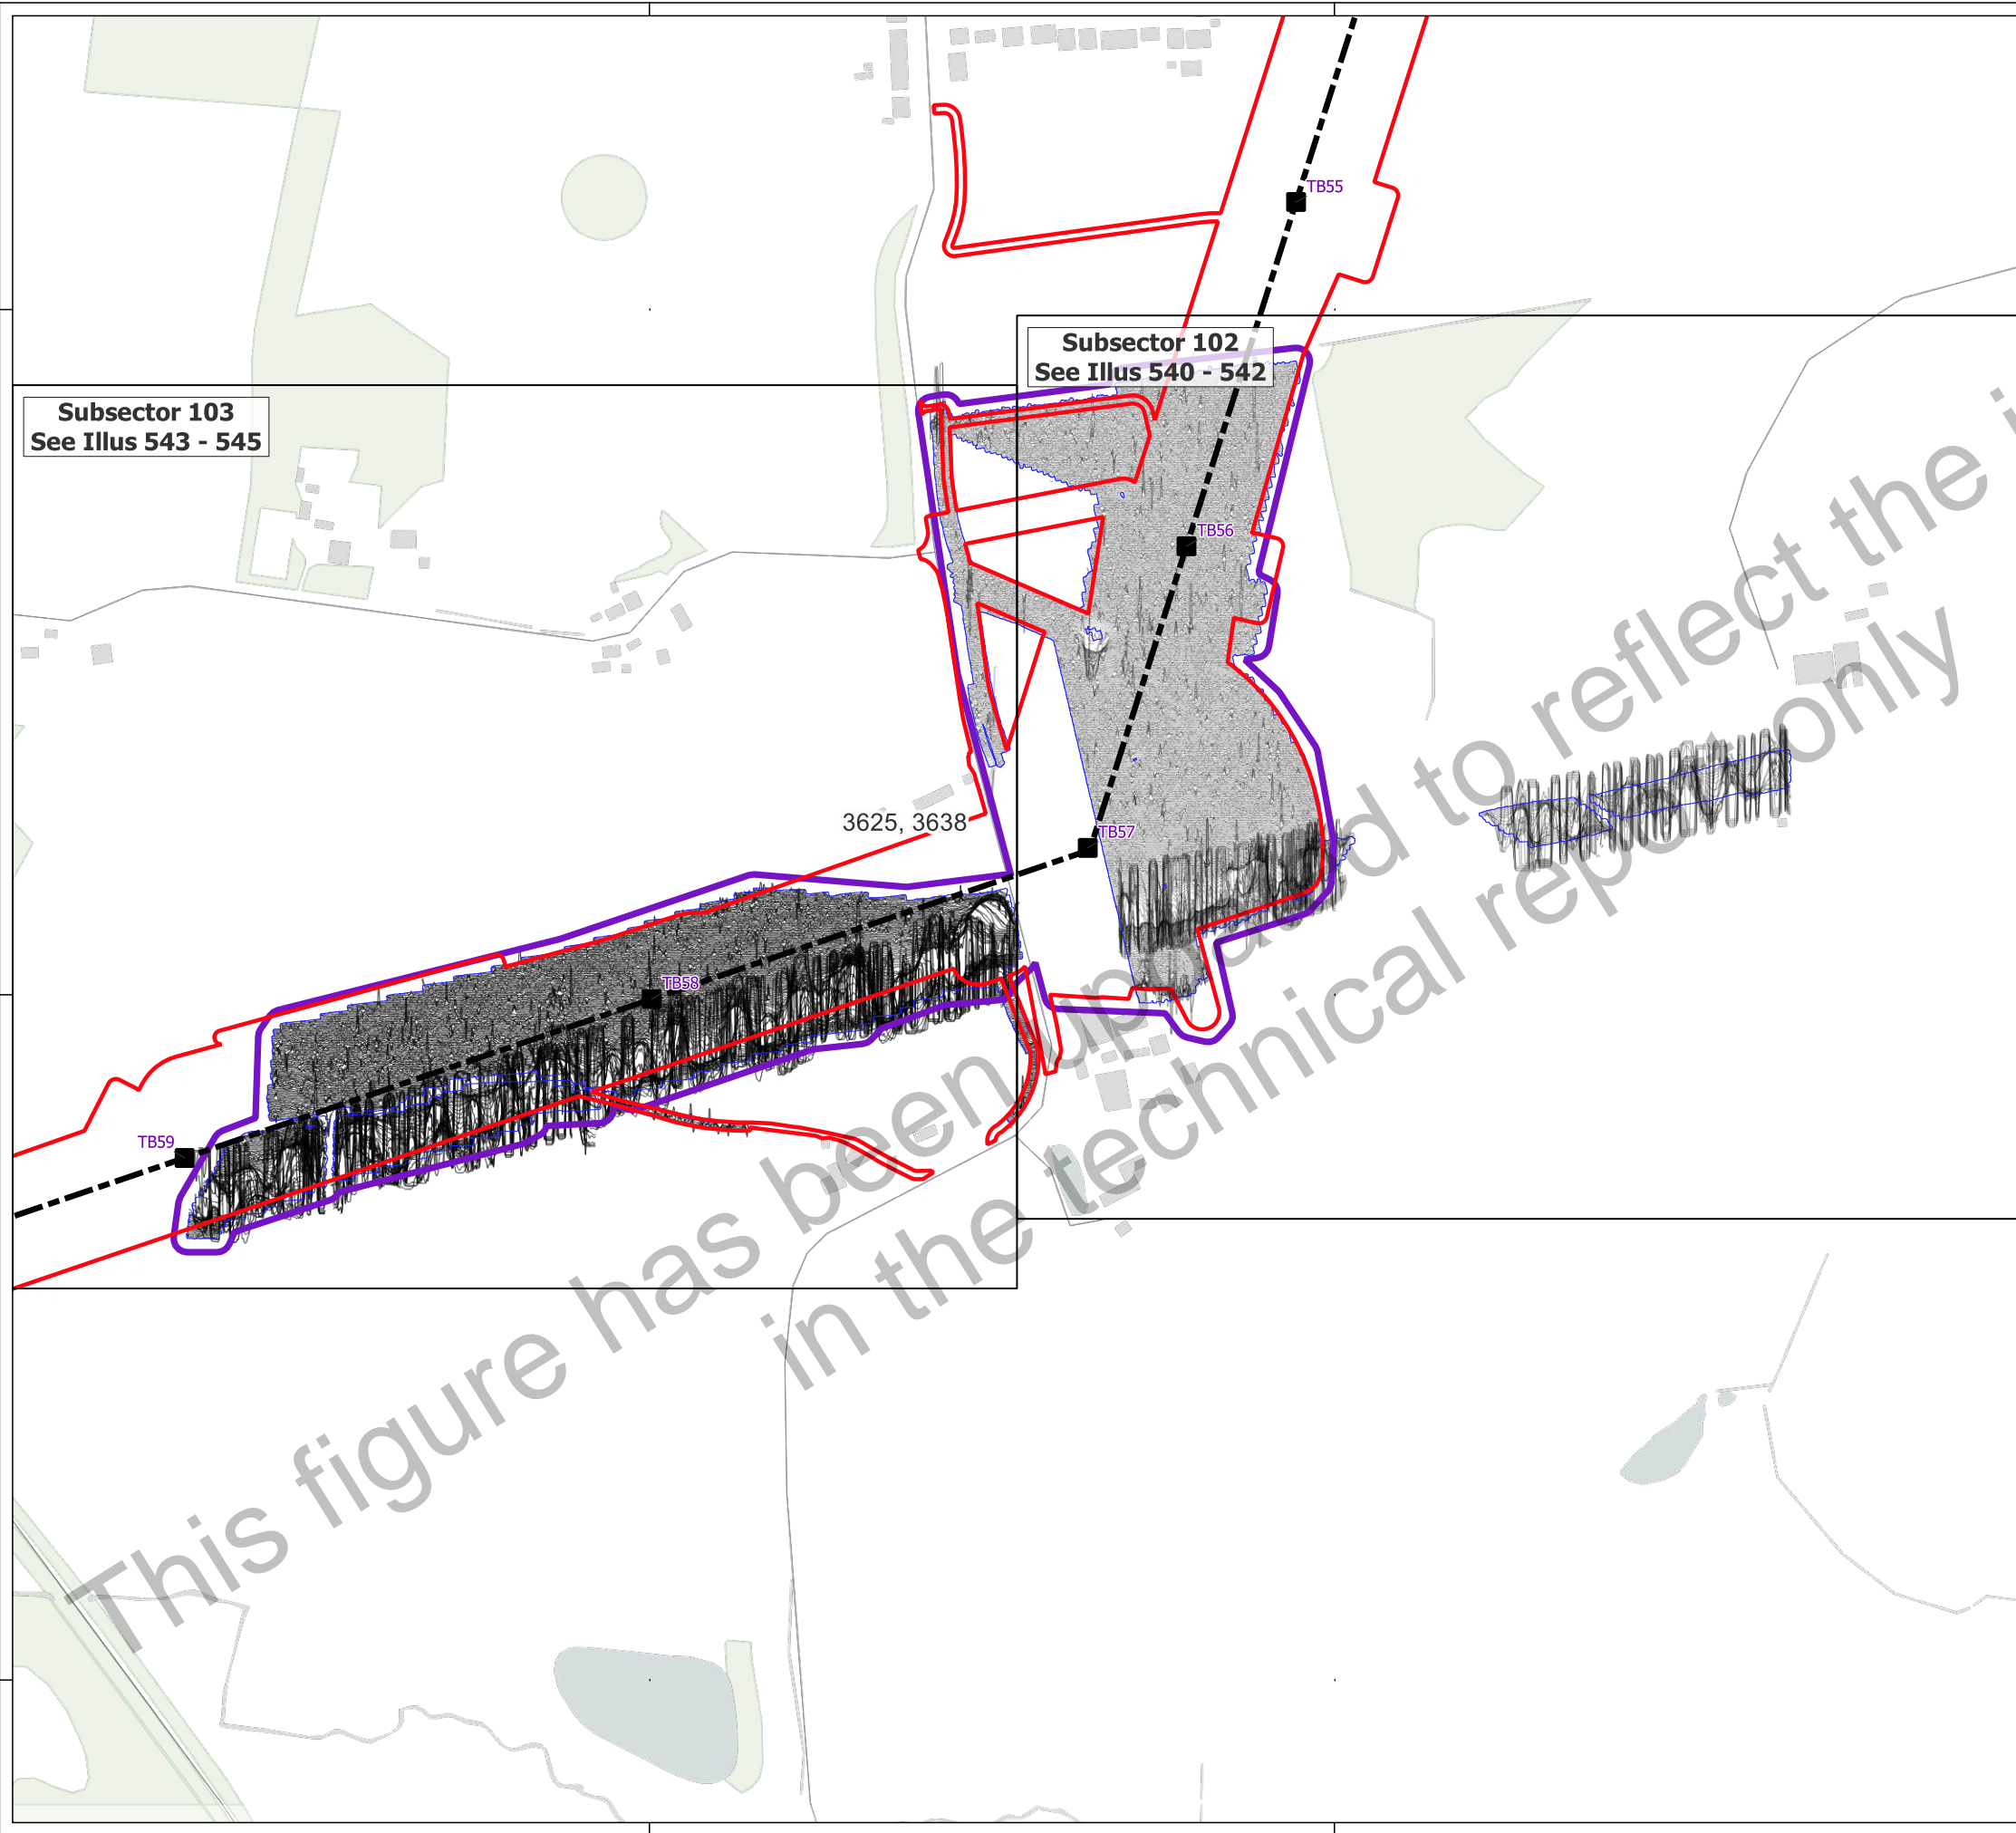 TB55
Subsector 102
See Illus 540 - 542
Subsector 103
See Illus 543 - 545
TB56
3625, 3638
TB57
TB58
TB59
This figure has been updated to reflect the
in the technical report only